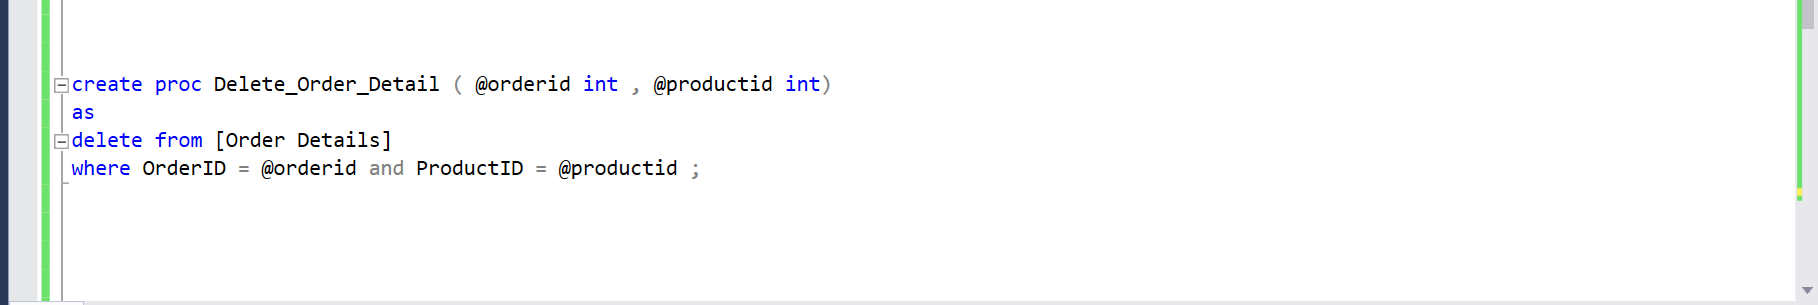 create proc Delete_Order_Detail ( @orderid int , @productid int)
as
delete from [Order Details]
where OrderID = @orderid and ProductID = @productid ;